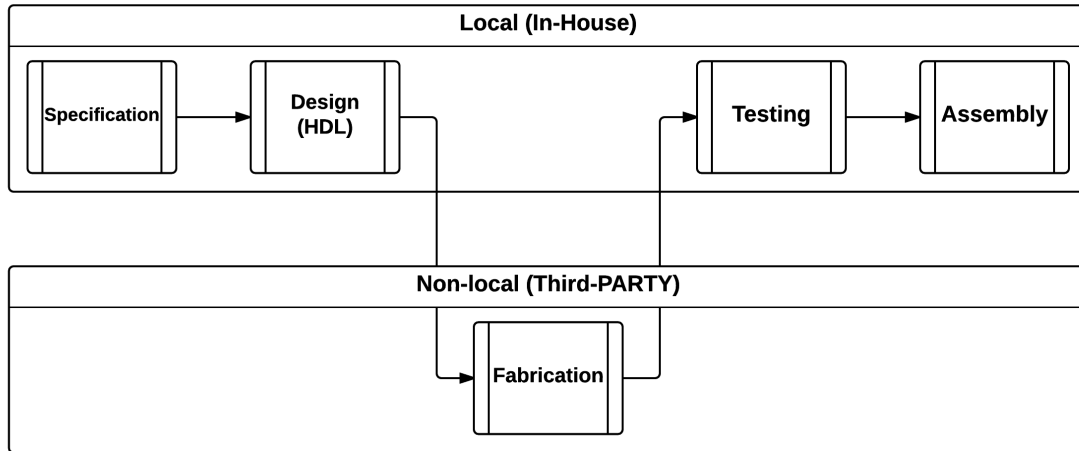 Local (In-House)
Specification
Design
(HDL)
Testing
Assembly
Non-local (Third-PARTY)
Fabrication